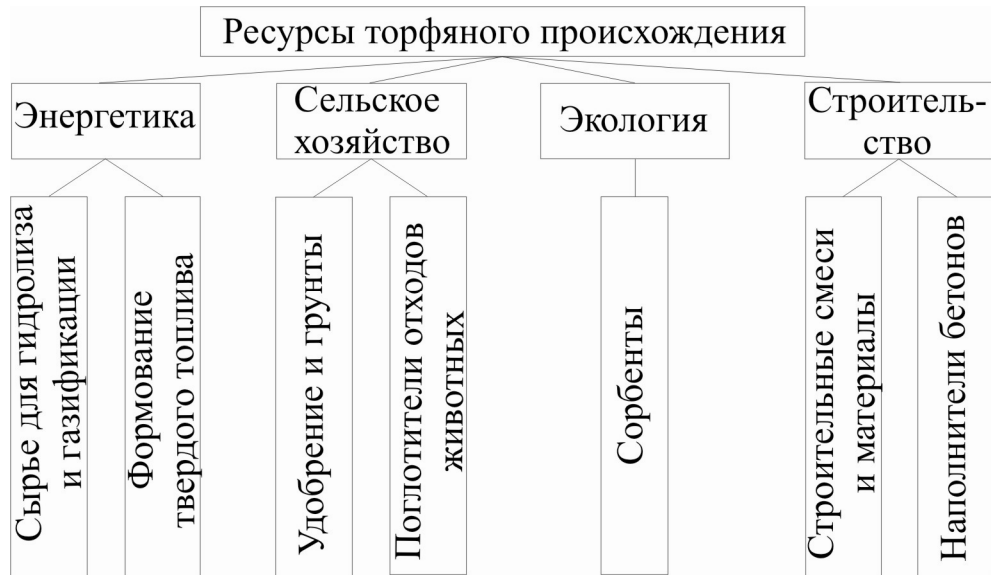 Ресурсы торфяного происхождения
Энергетика
Сельское
хозяйство
Экология
Строитель-
ство
Сырье для гидролиза
и газификации
Формование
твердого топлива
Удобрение и грунты
Поглотители отходов
животных
Сорбенты
Строительные смеси
и материалы
Наполнители бетонов